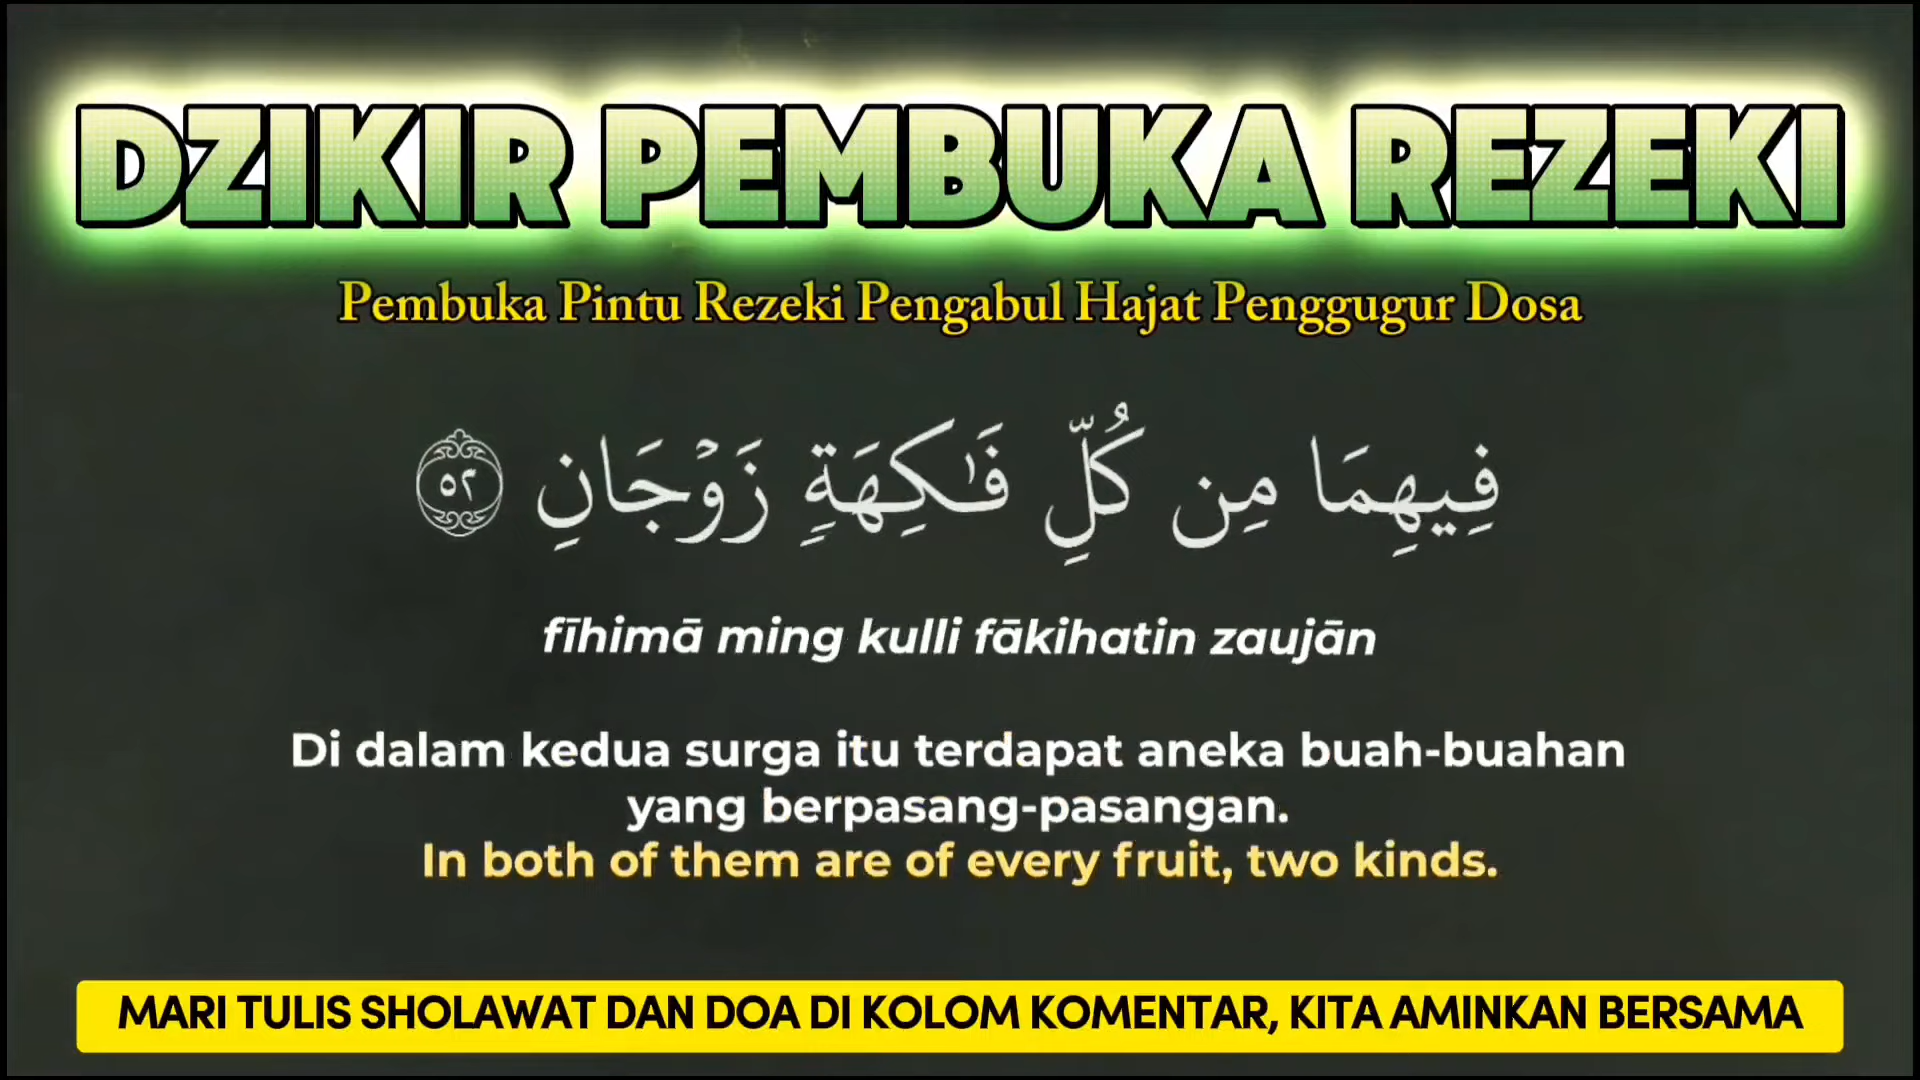 DZIKIR PEMBUKA REZEKI
Pembuka Pintu Rezeki Pengabul Hajat Penggugur Dosa
فِيهِمَا مِن كُلِّ فَـٰكِهَةٍۢ زَوْجَانِ ٥٢
fīhimā ming kulli fākihatin zaujān
Di dalam kedua surga itu terdapat aneka buah-buahan
yang berpasang-pasangan.
In both of them are of every fruit, two kinds.
MARI TULIS SHOLAWAT DAN DOA DI KOLOM KOMENTAR, KITA AMINKAN BERSAMA